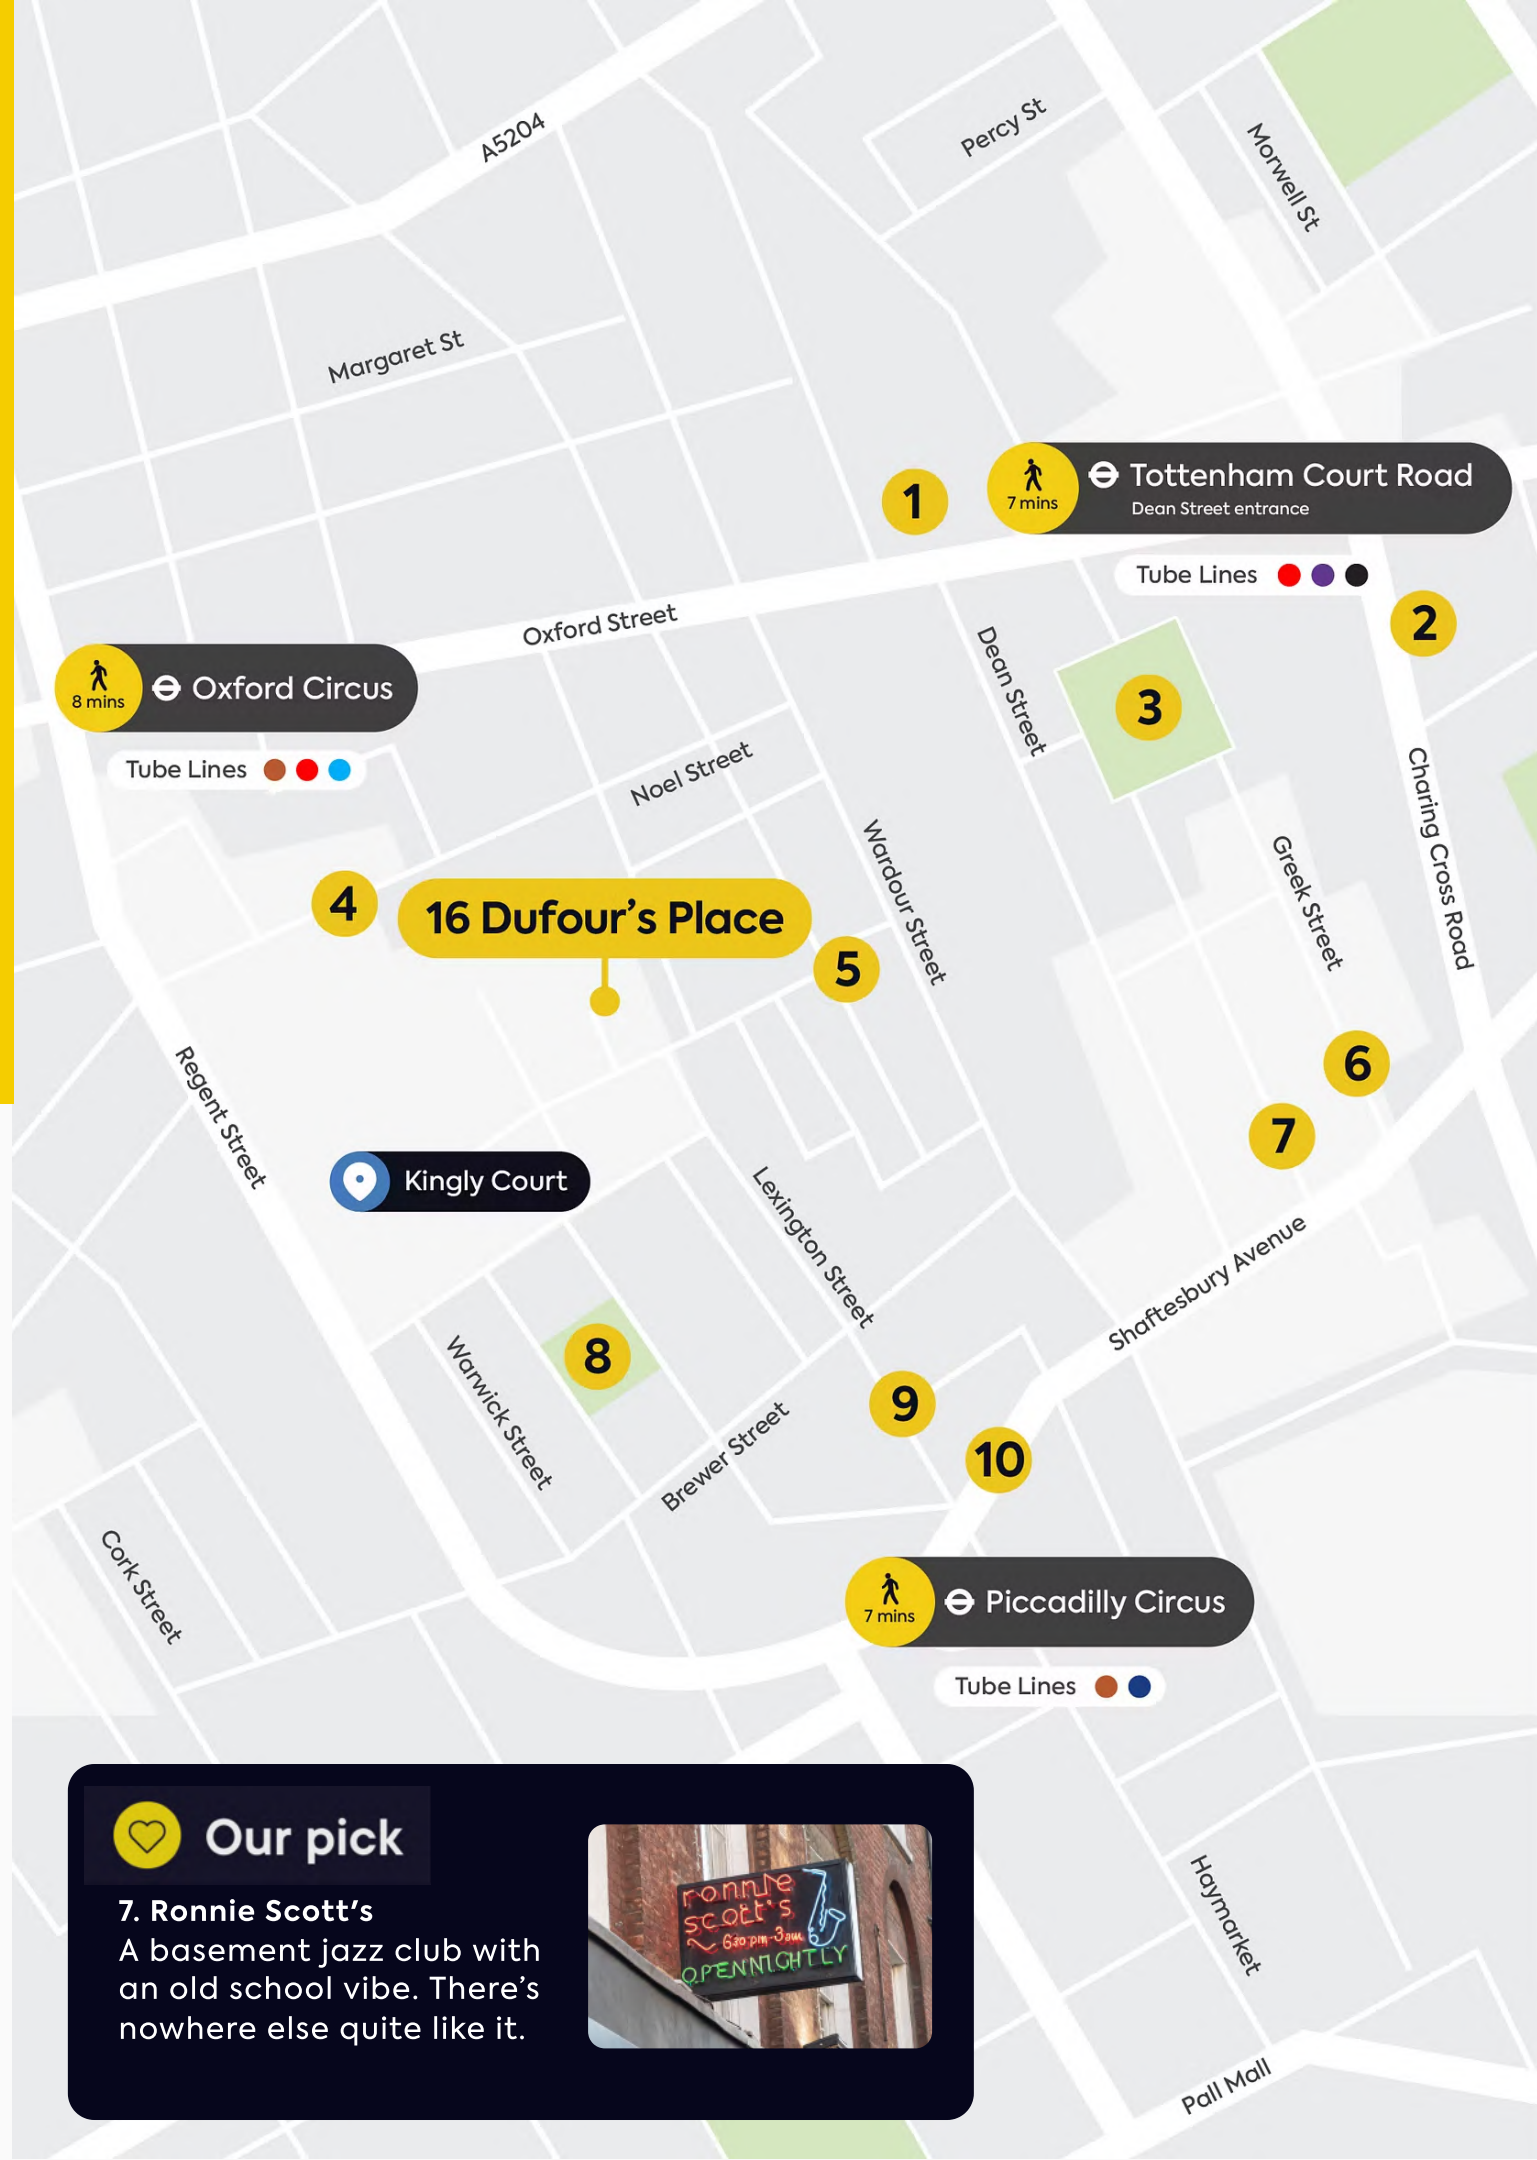 A5204
Percy St
Morwell St
Margaret St
1
7 mins
Tottenham Court Road
Dean Street entrance
Tube Lines
2
Oxford Street
Dean Street
3
8 mins
Oxford Circus
Tube Lines
Noel Street
Charing Cross Road
Wardour Street
Greek Street
4
16 Dufour’s Place
5
6
Regent Street
7
Kingly Court
Lexington Street
Shaftesbury Avenue
Warwick Street
8
9
Brewer Street
10
Cork Street
7 mins
Piccadilly Circus
Tube Lines
Our pick
7. Ronnie Scott's
A basement jazz club with
an old school vibe. There’s
nowhere else quite like it.
ronnie
scott's
6:30 pm-3am
OPEN NIGHTLY
Haymarket
Pall Mall